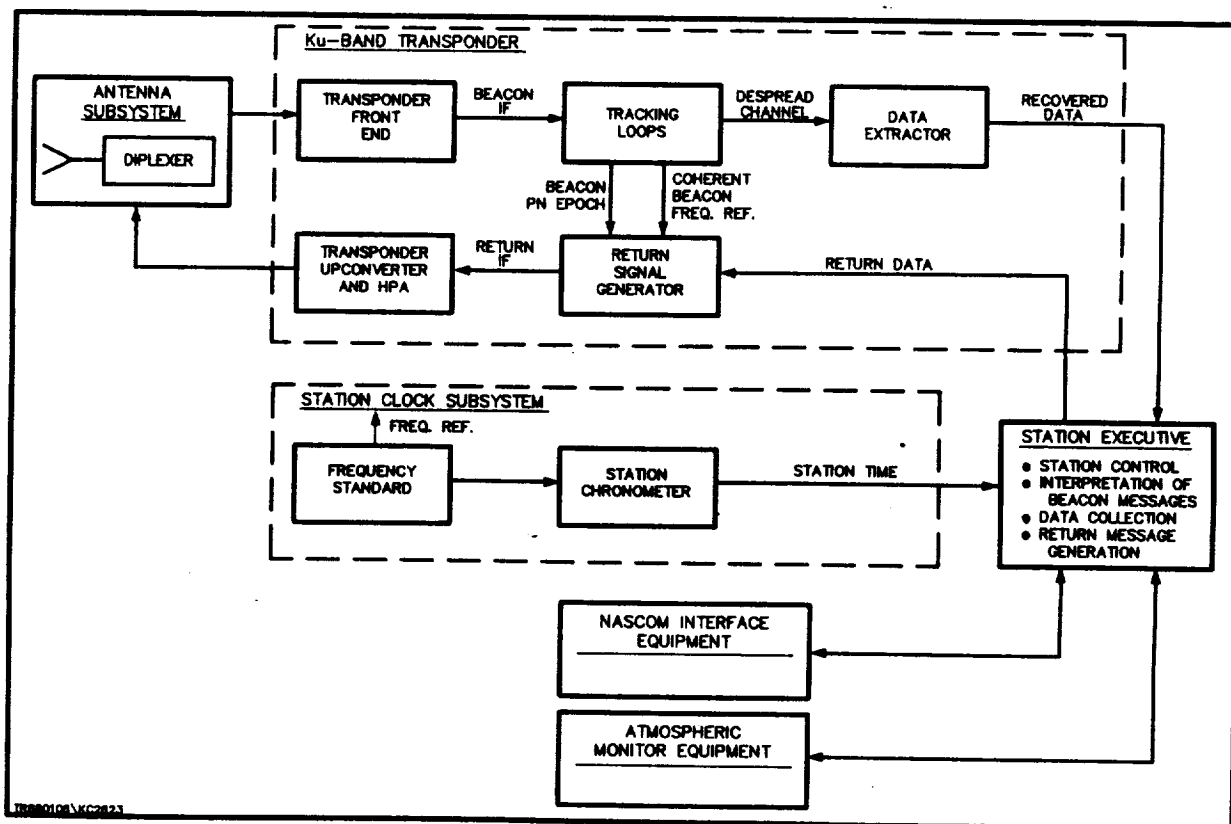 Ku-BAND TRANSPONDER
ANTENNA
SUBSYSTEM
DIPLEXER
TRANSPONDER
FRONT
END
BEACON
IF
TRACKING
LOOPS
DESPREAD
CHANNEL
DATA
EXTRACTOR
RECOVERED
DATA
BEACON
PN EPOCH
COHERENT
BEACON
FREQ. REF.
TRANSPONDER
UPCONVERTER
AND HPA
RETURN
IF
RETURN
SIGNAL
GENERATOR
RETURN DATA
STATION CLOCK SUBSYSTEM
FREQ. REF.
FREQUENCY
STANDARD
STATION
CHRONOMETER
STATION TIME
STATION EXECUTIVE
● STATION CONTROL
● INTERPRETATION OF
BEACON MESSAGES
● DATA COLLECTION
● RETURN MESSAGE
GENERATION
NASCOM INTERFACE
EQUIPMENT
ATMOSPHERIC
MONITOR EQUIPMENT